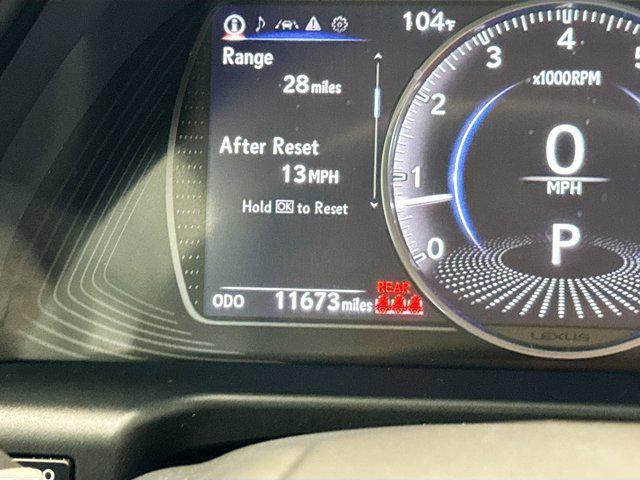 104°F
Range
28 miles
After Reset
13 MPH
Hold OK to Reset
ODO 11673 miles
REAR
0
1
2
3
4
5
x1000RPM
0
MPH
P
LEXUS